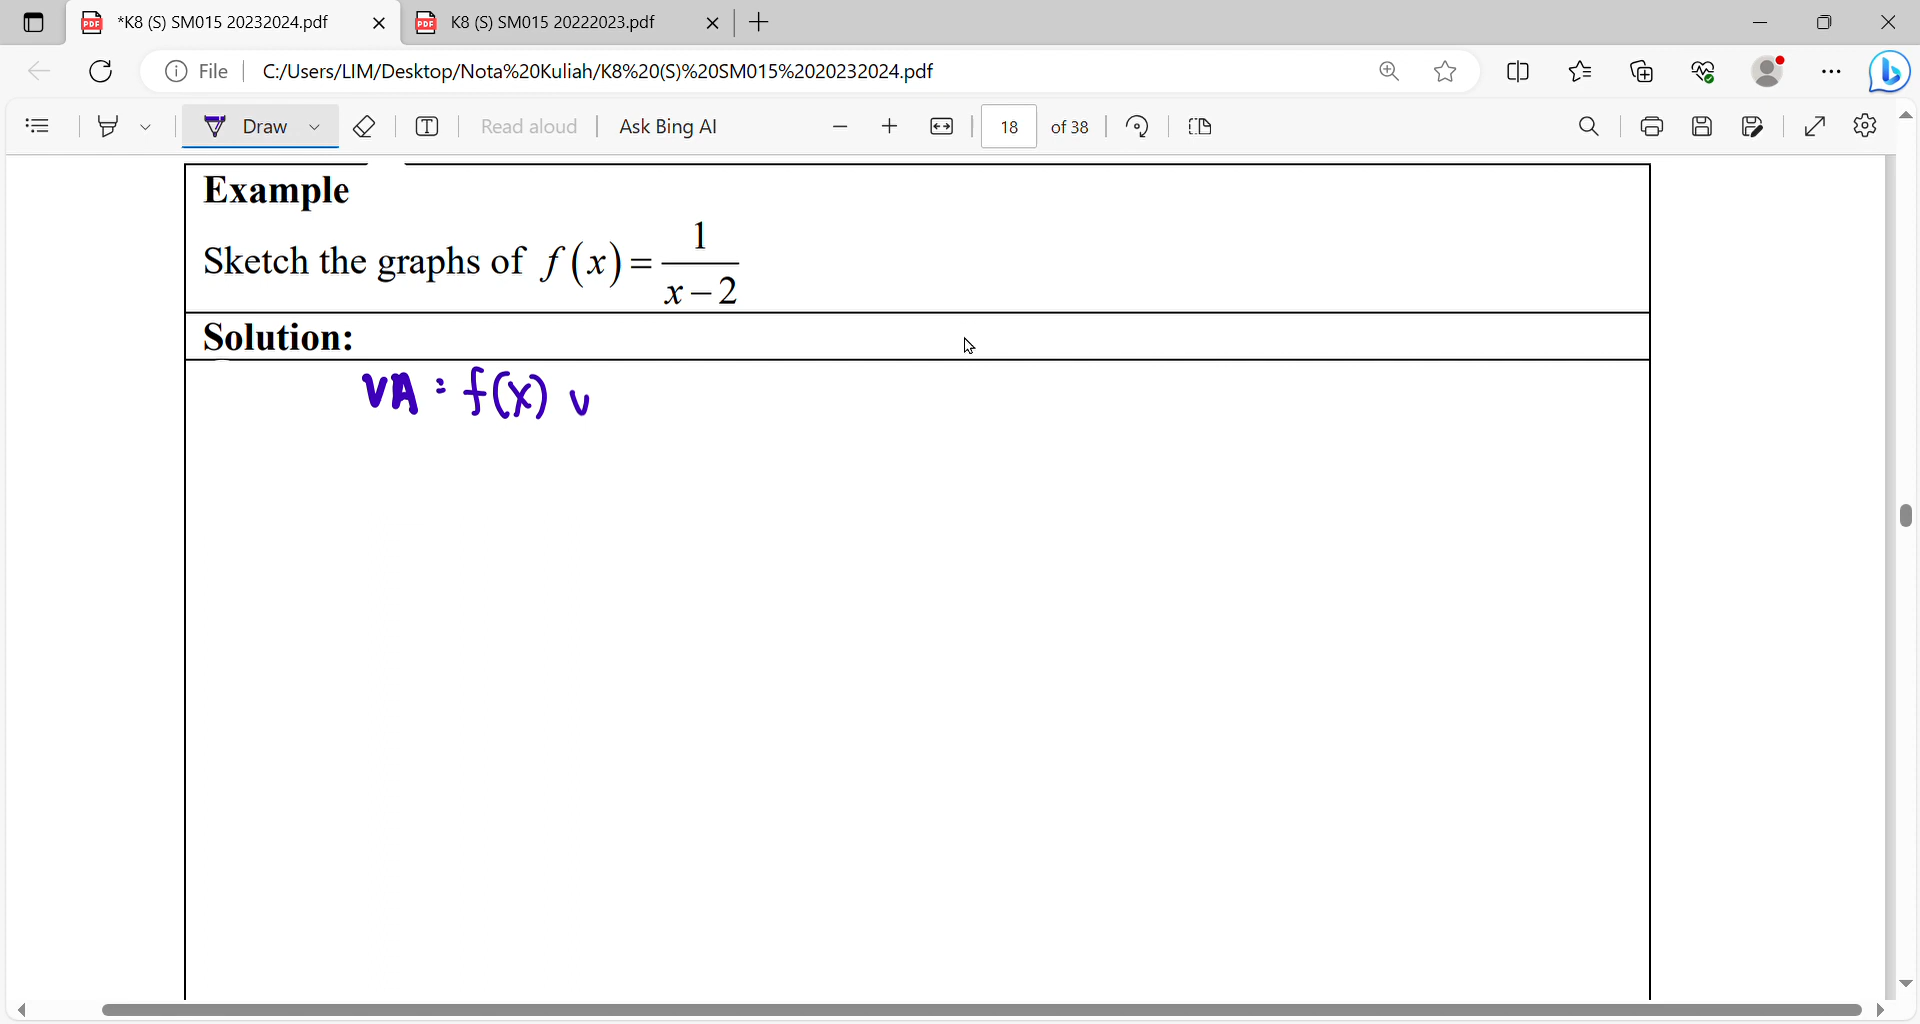 *K8 (S) SM015 20232024.pdf
K8 (S) SM015 20222023.pdf
File
C:/Users/LIM/Desktop/Nota%20Kuliah/K8%20(S)%20SM015%2020232024.pdf
Draw
Read aloud
Ask Bing AI
18
of 38
Example
Sketch the graphs of f(x) = 1/(x − 2)
Solution:
VA : f(x) v